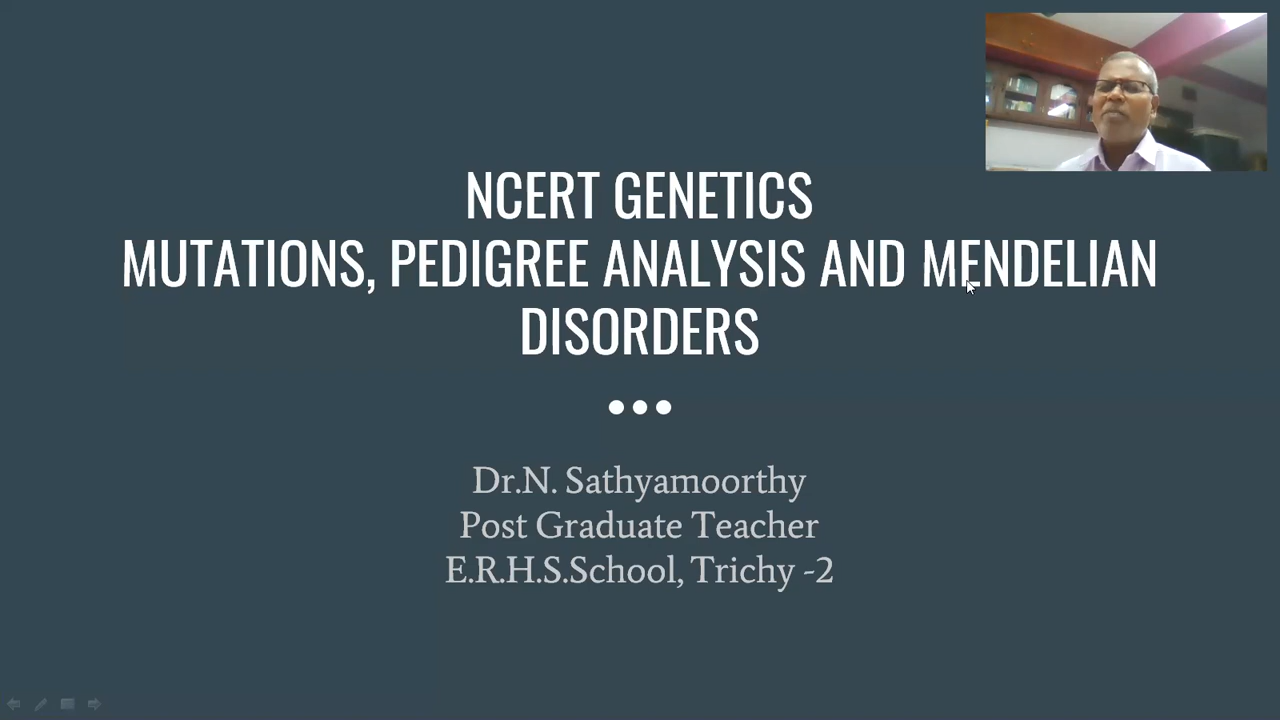 NCERT GENETICS
MUTATIONS, PEDIGREE ANALYSIS AND MENDELIAN
DISORDERS
Dr.N. Sathyamoorthy
Post Graduate Teacher
E.R.H.S.School, Trichy -2